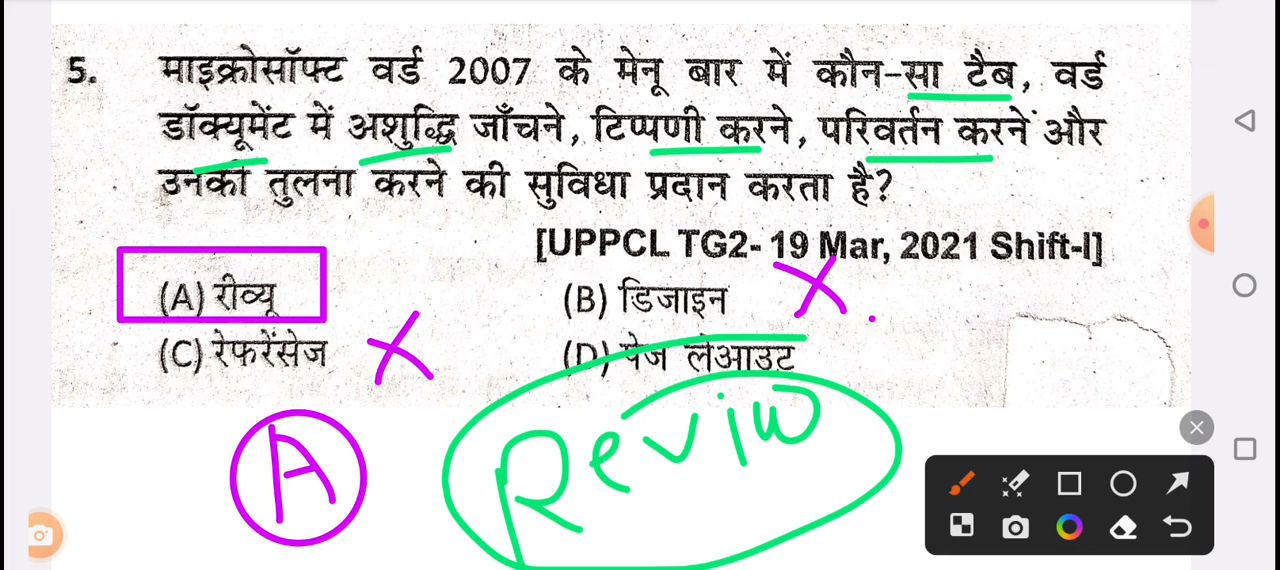 5. माइक्रोसॉफ्ट वर्ड 2007 के मेनू बार में कौन-सा टैब, वर्ड
डॉक्यूमेंट में अशुद्धि जाँचने, टिप्पणी करने, परिवर्तन करने और
उनकी तुलना करने की सुविधा प्रदान करता है?
[UPPCL TG2- 19 Mar, 2021 Shift-I]
(A) रीव्यू (B) डिजाइन
(C) रेफरेंसेज (D) पेज लेआउट
A Reviw